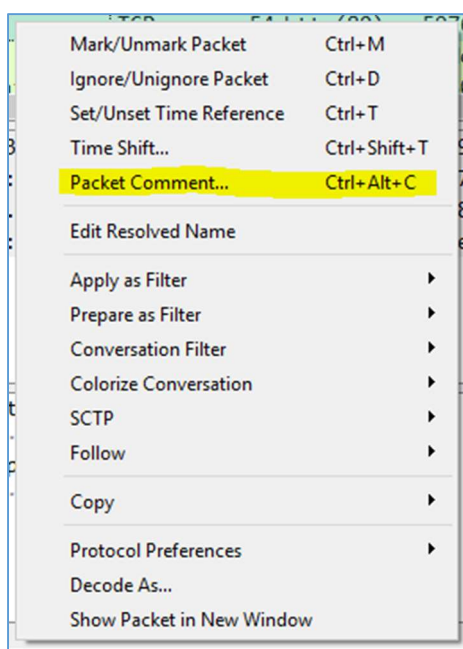 Mark/Unmark Packet Ctrl+M
Ignore/Unignore Packet Ctrl+D
Set/Unset Time Reference Ctrl+T
Time Shift... Ctrl+Shift+T
Packet Comment... Ctrl+Alt+C
Edit Resolved Name
Apply as Filter
Prepare as Filter
Conversation Filter
Colorize Conversation
SCTP
Follow
Copy
Protocol Preferences
Decode As...
Show Packet in New Window